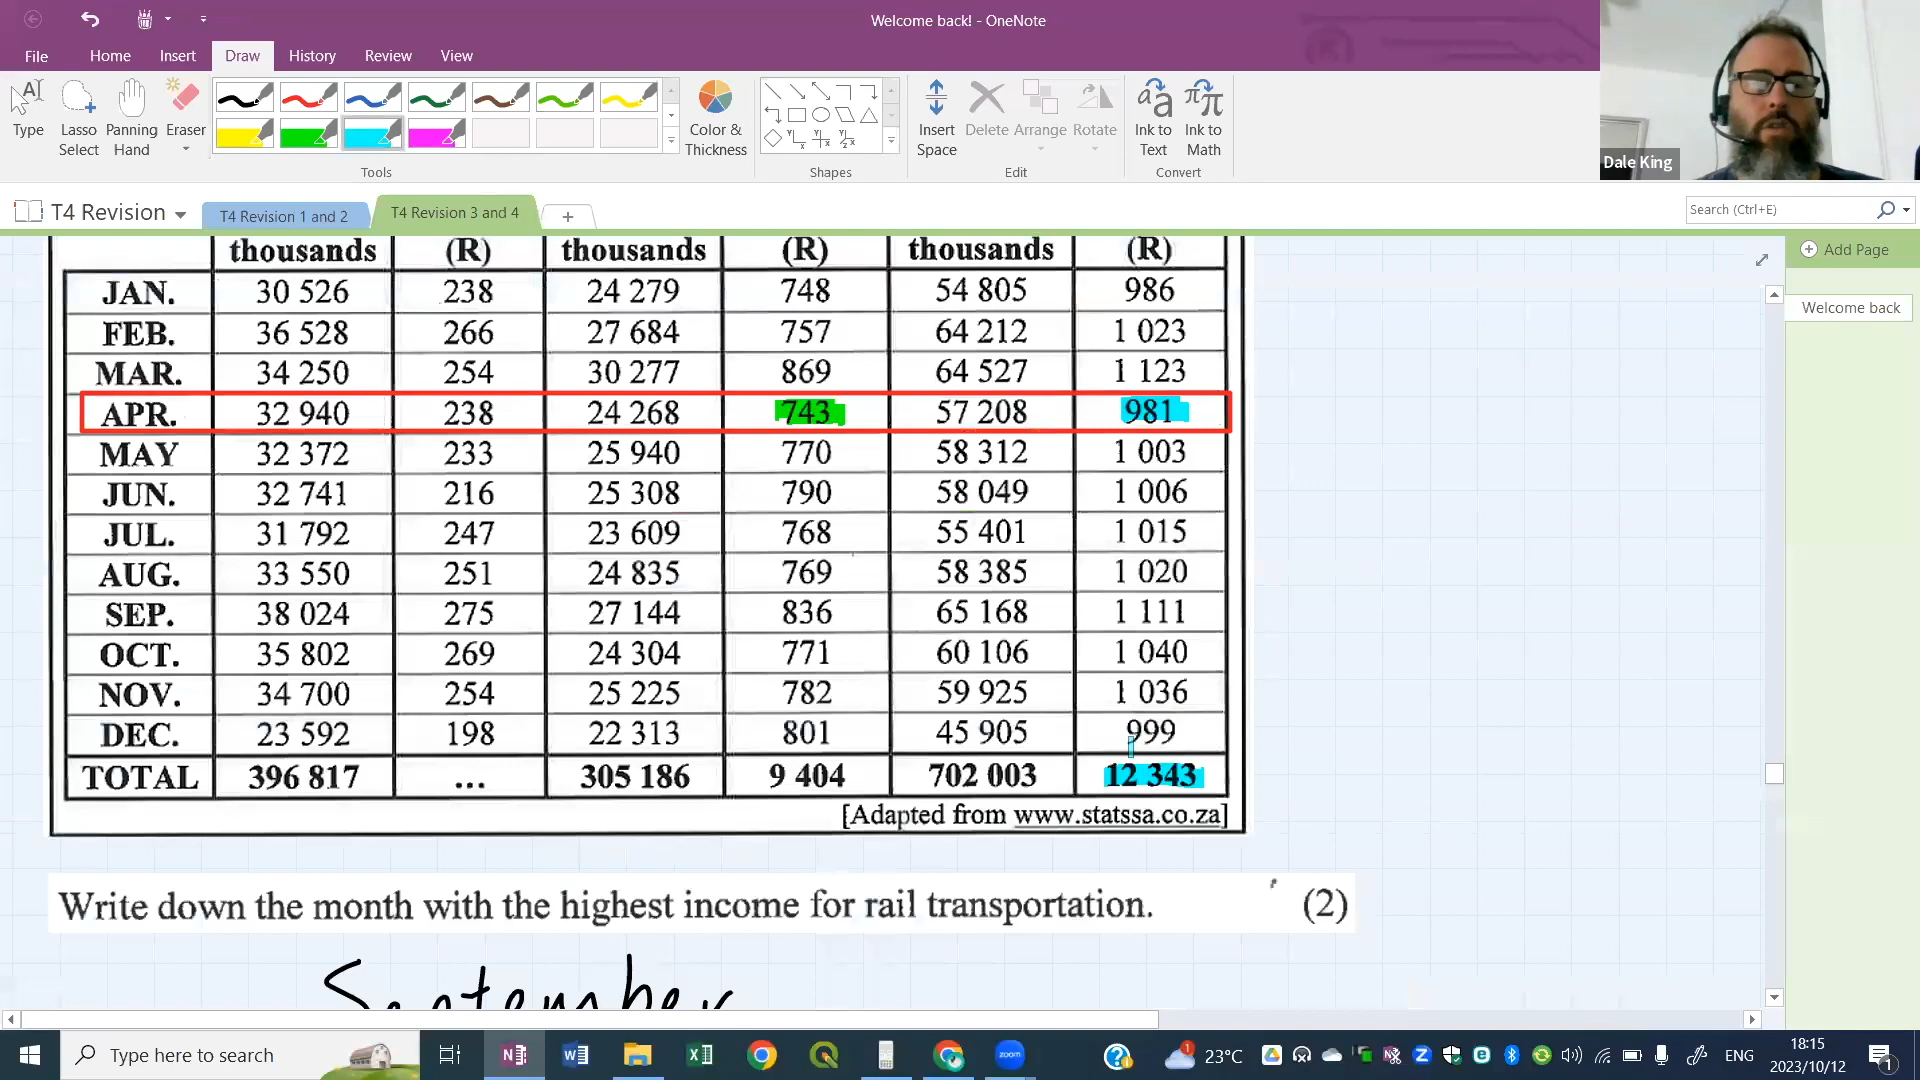 Welcome back! - OneNote
File Home Insert Draw History Review View
Type
Lasso Select
Panning Hand
Eraser
Color & Thickness
Insert Space
Delete
Arrange
Rotate
Ink to Text
Ink to Math
Tools Shapes Edit Convert
Dale King
T4 Revision
T4 Revision 1 and 2
T4 Revision 3 and 4
Search (Ctrl+E)
Add Page
Welcome back
thousands (R) thousands (R) thousands (R)
JAN. 30 526 238 24 279 748 54 805 986
FEB. 36 528 266 27 684 757 64 212 1 023
MAR. 34 250 254 30 277 869 64 527 1 123
APR. 32 940 238 24 268 743 57 208 981
MAY 32 372 233 25 940 770 58 312 1 003
JUN. 32 741 216 25 308 790 58 049 1 006
JUL. 31 792 247 23 609 768 55 401 1 015
AUG. 33 550 251 24 835 769 58 385 1 020
SEP. 38 024 275 27 144 836 65 168 1 111
OCT. 35 802 269 24 304 771 60 106 1 040
NOV. 34 700 254 25 225 782 59 925 1 036
DEC. 23 592 198 22 313 801 45 905 999
TOTAL 396 817 ... 305 186 9 404 702 003 12 343
[Adapted from www.statssa.co.za]
Write down the month with the highest income for rail transportation. (2)
September
Type here to search
zoom
23°C
ENG
18:15
2023/10/12